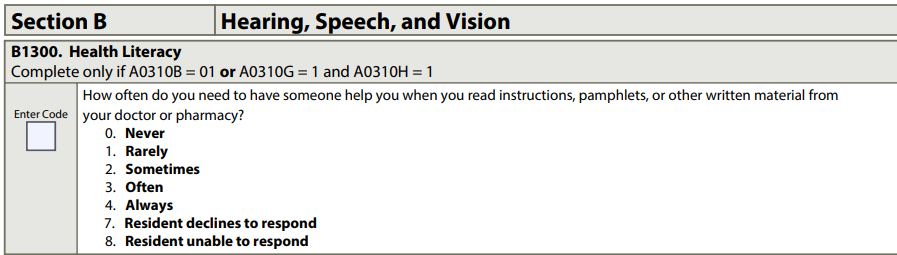 Section B Hearing, Speech, and Vision
B1300. Health Literacy
Complete only if A0310B = 01 or A0310G = 1 and A0310H = 1
Enter Code
How often do you need to have someone help you when you read instructions, pamphlets, or other written material from
your doctor or pharmacy?
0. Never
1. Rarely
2. Sometimes
3. Often
4. Always
7. Resident declines to respond
8. Resident unable to respond